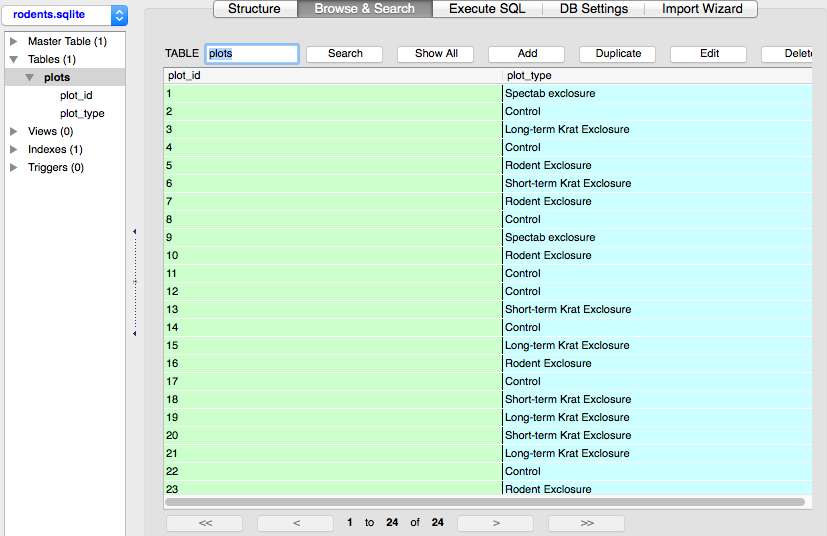 rodents.sqlite
Structure Browse & Search Execute SQL DB Settings Import Wizard
Master Table (1)
Tables (1)
plots
plot_id
plot_type
Views (0)
Indexes (1)
Triggers (0)
TABLE plots Search Show All Add Duplicate Edit Delete
plot_id plot_type
1 Spectab exclosure
2 Control
3 Long-term Krat Exclosure
4 Control
5 Rodent Exclosure
6 Short-term Krat Exclosure
7 Rodent Exclosure
8 Control
9 Spectab exclosure
10 Rodent Exclosure
11 Control
12 Control
13 Short-term Krat Exclosure
14 Control
15 Long-term Krat Exclosure
16 Rodent Exclosure
17 Control
18 Short-term Krat Exclosure
19 Long-term Krat Exclosure
20 Short-term Krat Exclosure
21 Long-term Krat Exclosure
22 Control
23 Rodent Exclosure
<< < 1 to 24 of 24 > >>